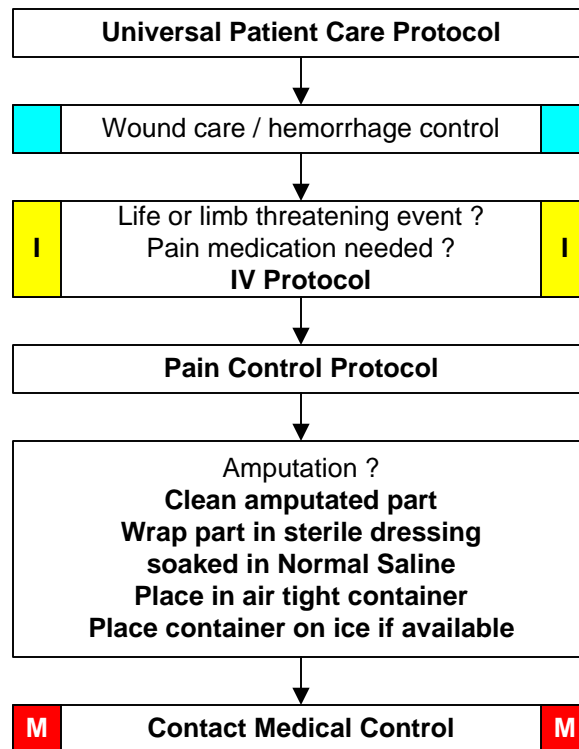 Universal Patient Care Protocol
Wound care / hemorrhage control
Life or limb threatening event ?
I Pain medication needed ? I
IV Protocol
Pain Control Protocol
Amputation ?
Clean amputated part
Wrap part in sterile dressing
soaked in Normal Saline
Place in air tight container
Place container on ice if available
M Contact Medical Control M